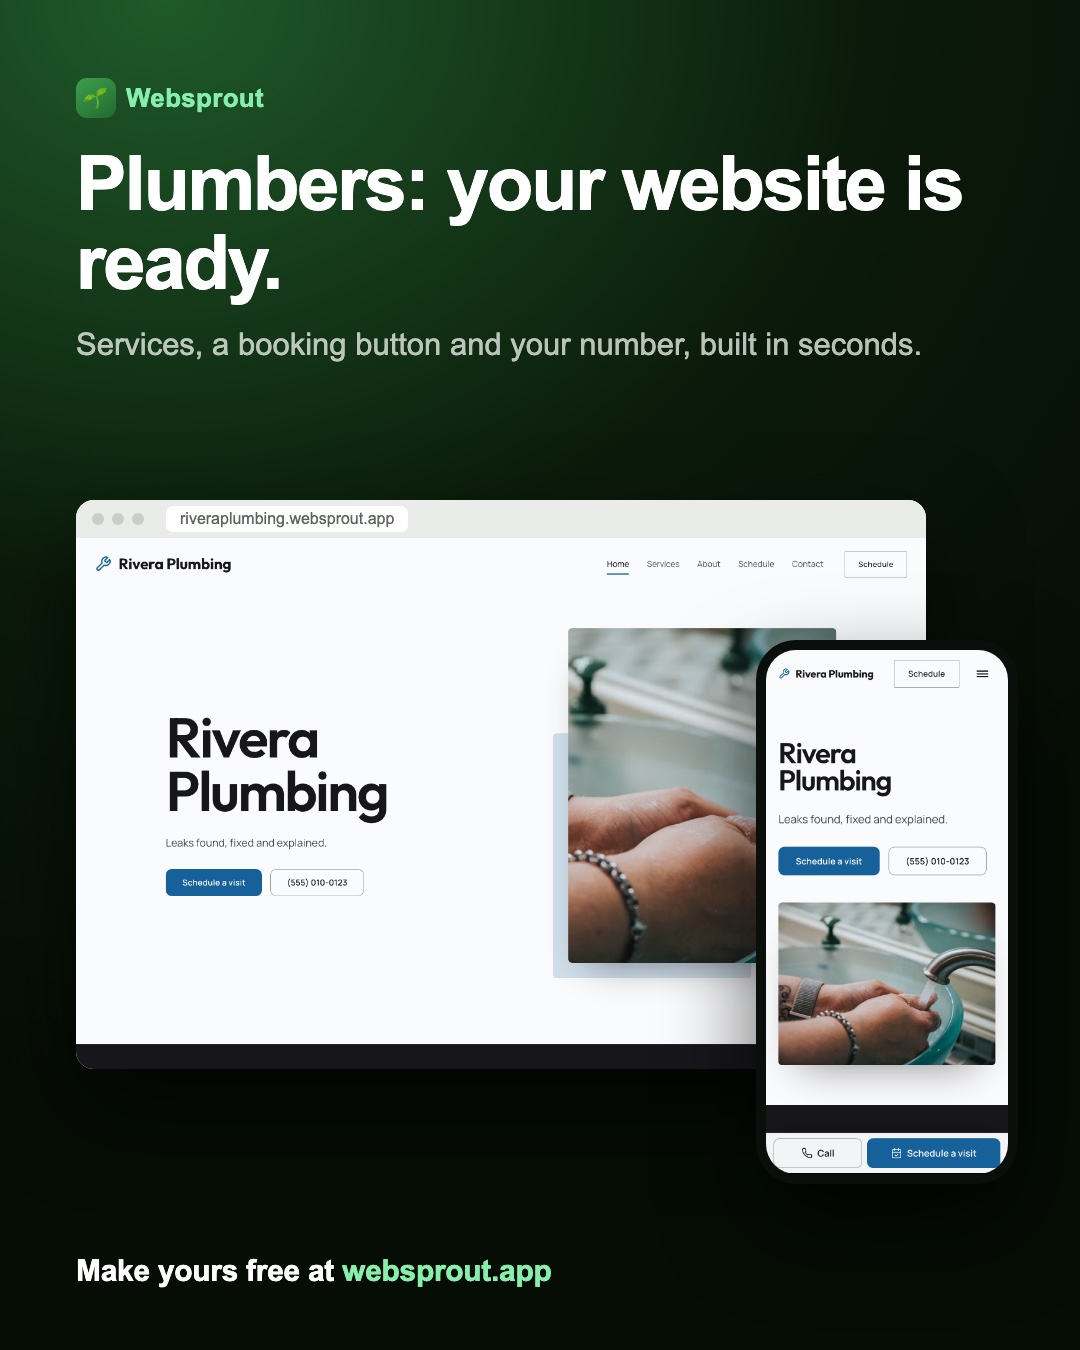 Websprout
Plumbers: your website is
ready.
Services, a booking button and your number, built in seconds.
riveraplumbing.websprout.app
Rivera Plumbing
Home Services About Schedule Contact Schedule
Rivera
Plumbing
Leaks found, fixed and explained.
Schedule a visit (555) 010-0123
Rivera Plumbing Schedule
Rivera
Plumbing
Leaks found, fixed and explained.
Schedule a visit (555) 010-0123
Call Schedule a visit
Make yours free at websprout.app